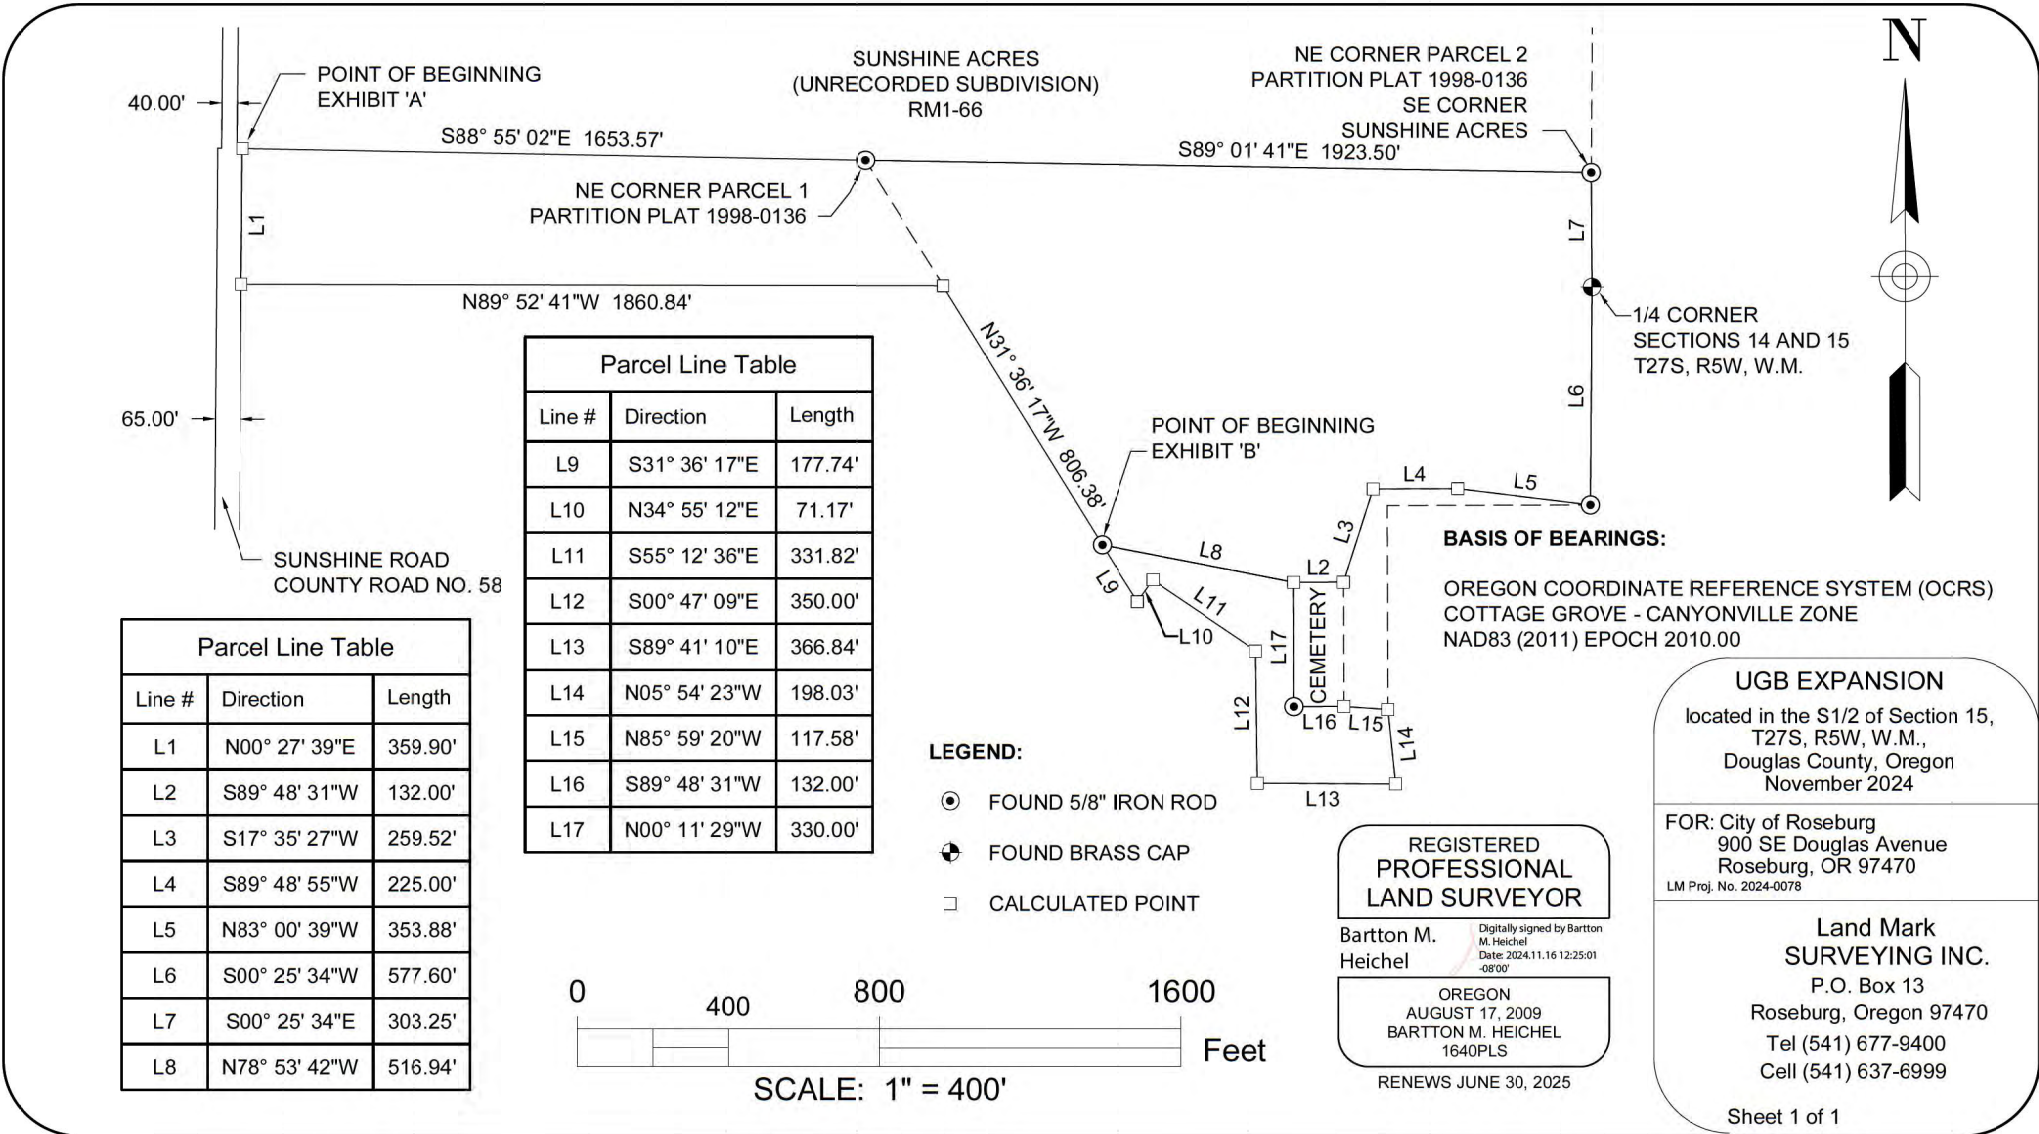 40.00'
POINT OF BEGINNING
EXHIBIT 'A'
SUNSHINE ACRES
(UNRECORDED SUBDIVISION)
RM1-66
NE CORNER PARCEL 2
PARTITION PLAT 1998-0136
SE CORNER
SUNSHINE ACRES
N
S88° 55' 02"E 1653.57'
S89° 01' 41"E 1923.50'
NE CORNER PARCEL 1
PARTITION PLAT 1998-0136
L1
L7
N89° 52' 41"W 1860.84'
1/4 CORNER
SECTIONS 14 AND 15
T27S, R5W, W.M.
L6
N31° 36' 17"W 806.38'
65.00'
POINT OF BEGINNING
EXHIBIT 'B'
SUNSHINE ROAD
COUNTY ROAD NO. 58
L4
L5
L3
L8
L2
L9
L11
L10
L17
CEMETERY
L12
L16
L15
L14
L13
BASIS OF BEARINGS:
OREGON COORDINATE REFERENCE SYSTEM (OCRS)
COTTAGE GROVE - CANYONVILLE ZONE
NAD83 (2011) EPOCH 2010.00
Parcel Line Table
Line # Direction Length
L9 S31° 36' 17"E 177.74'
L10 N34° 55' 12"E 71.17'
L11 S55° 12' 36"E 331.82'
L12 S00° 47' 09"E 350.00'
L13 S89° 41' 10"E 366.84'
L14 N05° 54' 23"W 198.03'
L15 N85° 59' 20"W 117.58'
L16 S89° 48' 31"W 132.00'
L17 N00° 11' 29"W 330.00'
Parcel Line Table
Line # Direction Length
L1 N00° 27' 39"E 359.90'
L2 S89° 48' 31"W 132.00'
L3 S17° 35' 27"W 259.52'
L4 S89° 48' 55"W 225.00'
L5 N83° 00' 39"W 353.88'
L6 S00° 25' 34"W 577.60'
L7 S00° 25' 34"E 303.25'
L8 N78° 53' 42"W 516.94'
LEGEND:
FOUND 5/8" IRON ROD
FOUND BRASS CAP
CALCULATED POINT
0 400 800 1600
Feet
SCALE: 1" = 400'
REGISTERED
PROFESSIONAL
LAND SURVEYOR
Bartton M.
Heichel
Digitally signed by Bartton
M. Heichel
Date: 2024.11.16 12:25:01
-08'00'
OREGON
AUGUST 17, 2009
BARTTON M. HEICHEL
1640PLS
RENEWS JUNE 30, 2025
UGB EXPANSION
located in the S1/2 of Section 15,
T27S, R5W, W.M.,
Douglas County, Oregon
November 2024
FOR: City of Roseburg
900 SE Douglas Avenue
Roseburg, OR 97470
LM Proj. No. 2024-0078
Land Mark
SURVEYING INC.
P.O. Box 13
Roseburg, Oregon 97470
Tel (541) 677-9400
Cell (541) 637-6999
Sheet 1 of 1